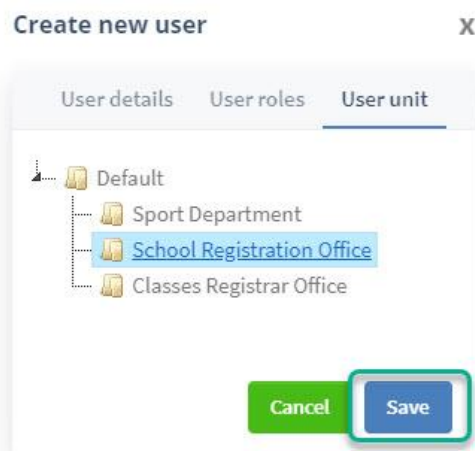 Create new user X
User details User roles User unit
Default
Sport Department
School Registration Office
Classes Registrar Office
Cancel Save